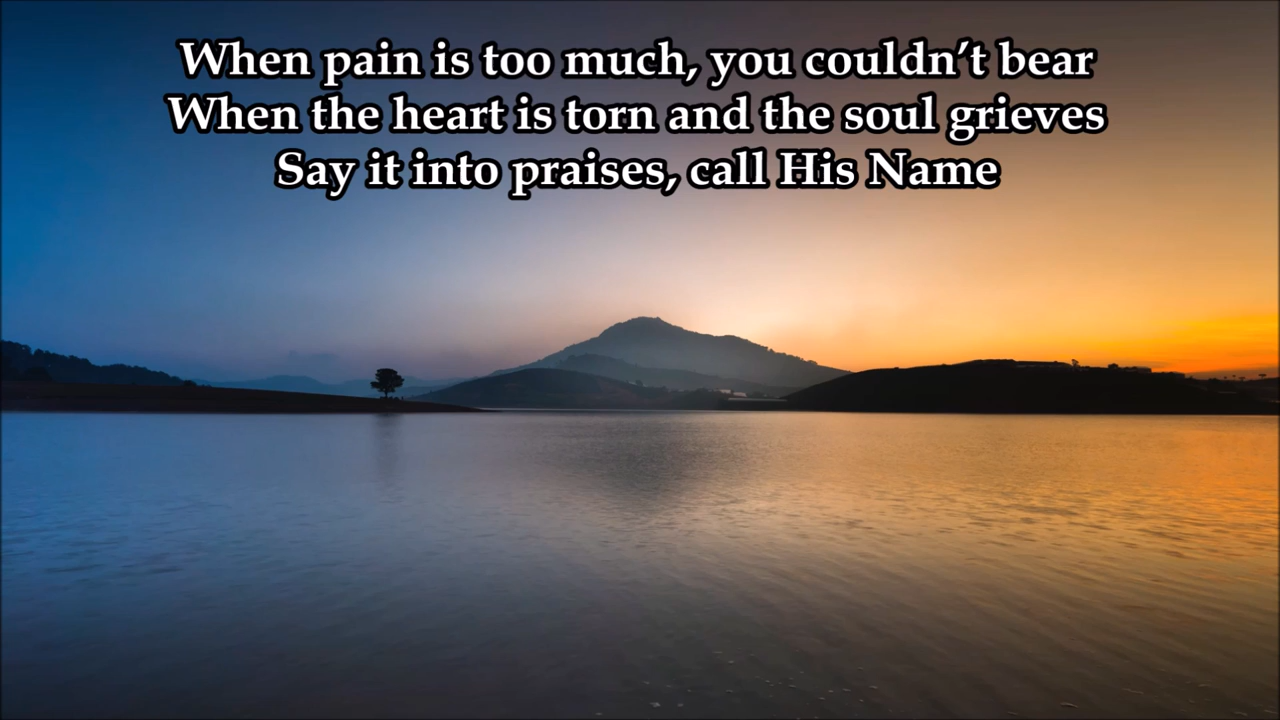 When pain is too much, you couldn’t bear
When the heart is torn and the soul grieves
Say it into praises, call His Name